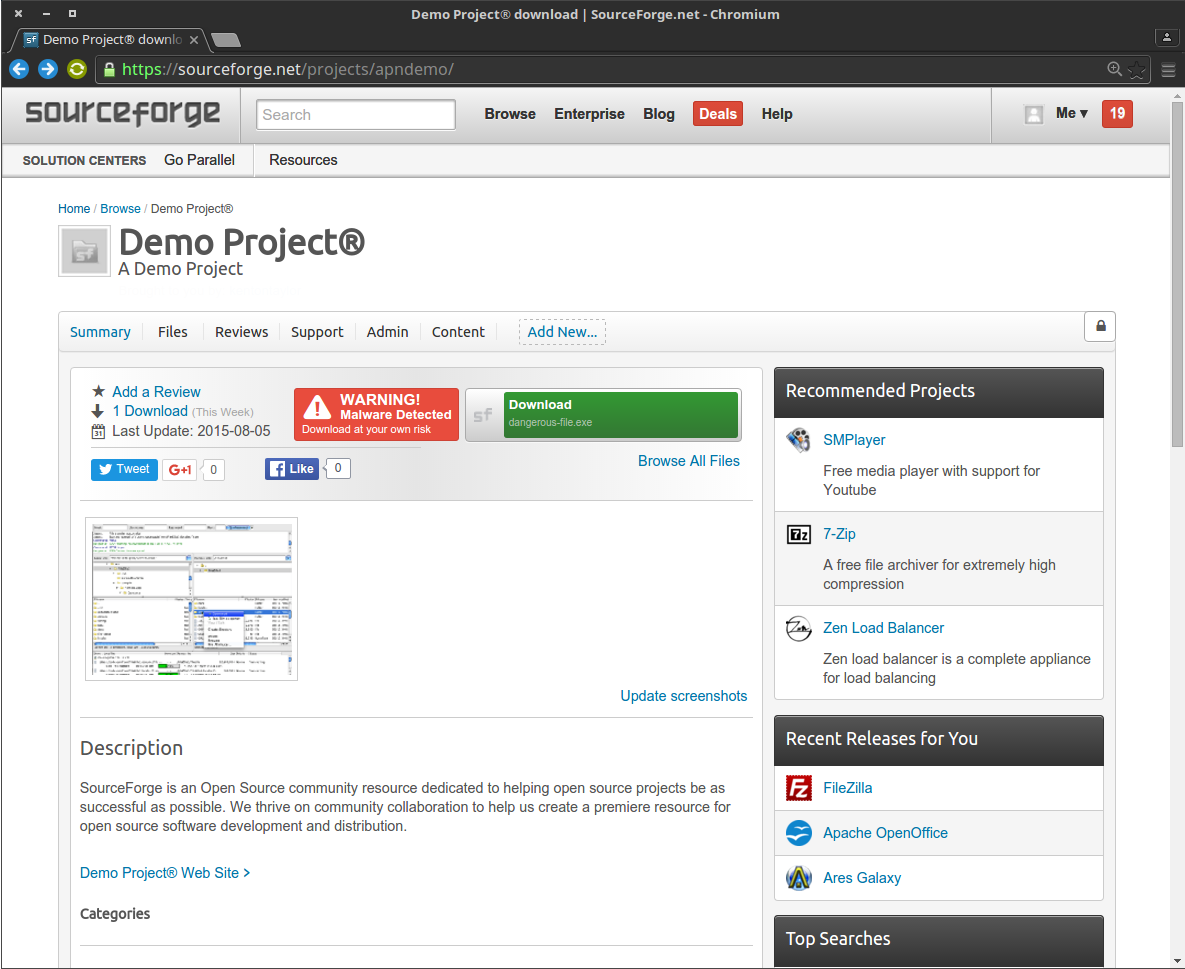 Demo Project® download | SourceForge.net - Chromium
sf Demo Project® downlo
https://sourceforge.net/projects/apndemo/
sourceforge Search Browse Enterprise Blog Deals Help Me ▾ 19
SOLUTION CENTERS Go Parallel Resources
Home / Browse / Demo Project®
sf
Demo Project®
A Demo Project
Summary Files Reviews Support Admin Content Add New...
Add a Review
1 Download (This Week)
31 Last Update: 2015-08-05
WARNING!
Malware Detected
Download at your own risk
sf
Download
dangerous-file.exe
Tweet G+1 0 Like 0
Browse All Files
Update screenshots
Description
SourceForge is an Open Source community resource dedicated to helping open source projects be as
successful as possible. We thrive on community collaboration to help us create a premiere resource for
open source software development and distribution.
Demo Project® Web Site >
Categories
Recommended Projects
SMPlayer
Free media player with support for
Youtube
7z 7-Zip
A free file archiver for extremely high
compression
Zen Load Balancer
Zen load balancer is a complete appliance
for load balancing
Recent Releases for You
Fz FileZilla
Apache OpenOffice
Ares Galaxy
Top Searches